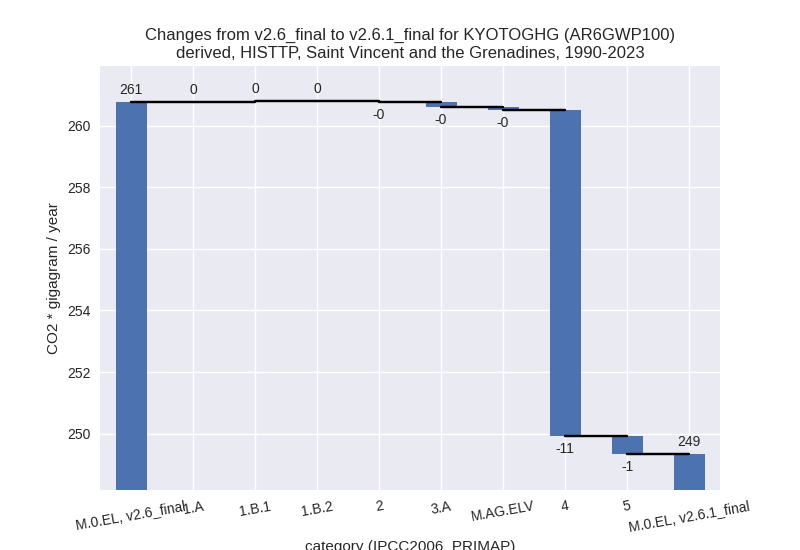 Changes from v2.6_final to v2.6.1_final for KYOTOGHG (AR6GWP100)
derived, HISTTP, Saint Vincent and the Grenadines, 1990-2023
261
0
0
0
-0
-0
-0
-11
-1
249
260
258
256
254
252
250
CO2 * gigagram / year
M.0.EL, v2.6_final
1.A
1.B.1
1.B.2
2
3.A
M.AG.ELV
4
5
M.0.EL, v2.6.1_final
category (IPCC2006_PRIMAP)